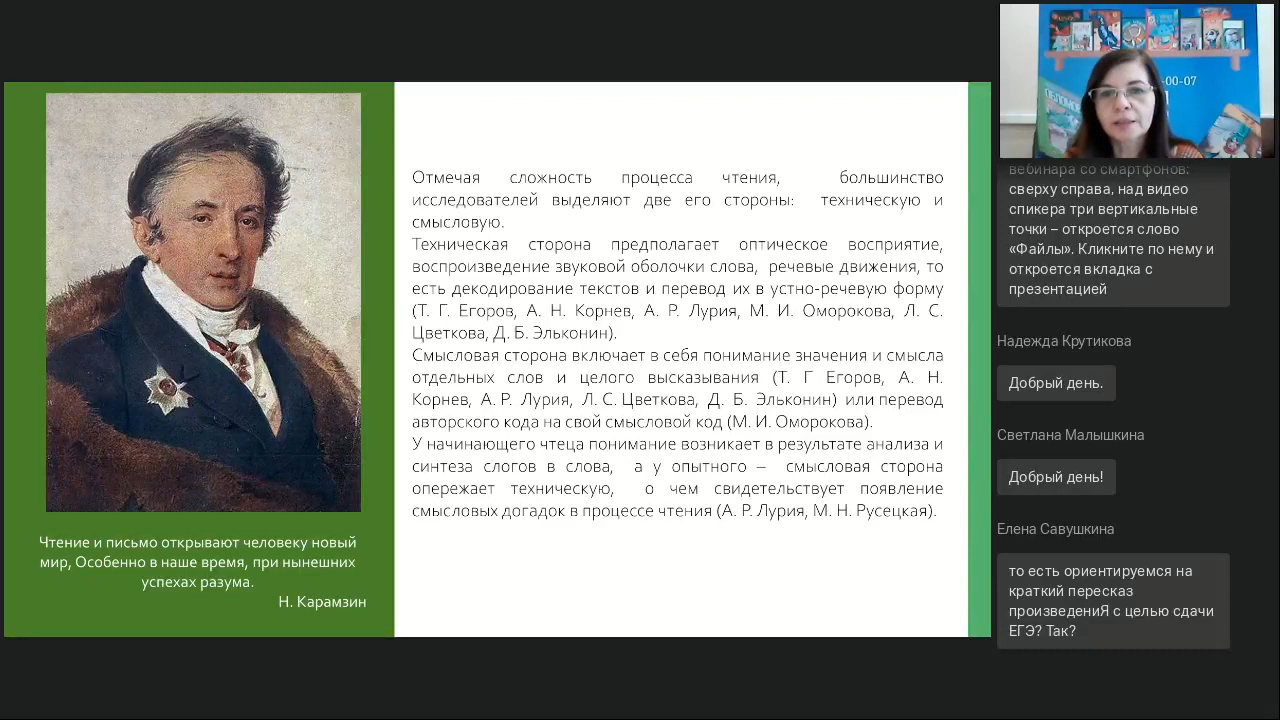 Отмечая сложность процесса чтения, большинство
исследователей выделяют две его стороны: техническую и
смысловую.
Техническая сторона предполагает оптическое восприятие,
воспроизведение звуковой оболочки слова, речевые движения, то
есть декодирование текстов и перевод их в устно-речевую форму
(Т. Г. Егоров, А. Н. Корнев, А. Р. Лурия, М. И. Оморокова, Л. С.
Цветкова, Д. Б. Эльконин).
Смысловая сторона включает в себя понимание значения и смысла
отдельных слов и целого высказывания (Т. Г Егоров, А. Н.
Корнев, А. Р. Лурия, Л. С. Цветкова, Д. Б. Эльконин) или перевод
авторского кода на свой смысловой код (М. И. Оморокова).
У начинающего чтеца понимание возникает в результате анализа и
синтеза слогов в слова, а у опытного – смысловая сторона
опережает техническую, о чем свидетельствует появление
смысловых догадок в процессе чтения (А. Р. Лурия, М. Н. Русецкая).
Чтение и письмо открывают человеку новый
мир, Особенно в наше время, при нынешних
успехах разума.
Н. Карамзин
-00-07
вебинара со смартфонов:
сверху справа, над видео
спикера три вертикальные
точки – откроется слово
«Файлы». Кликните по нему и
откроется вкладка с
презентацией
Надежда Крутикова
Добрый день.
Светлана Малышкина
Добрый день!
Елена Савушкина
то есть ориентируемся на
краткий пересказ
произведениЯ с целью сдачи
ЕГЭ? Так?